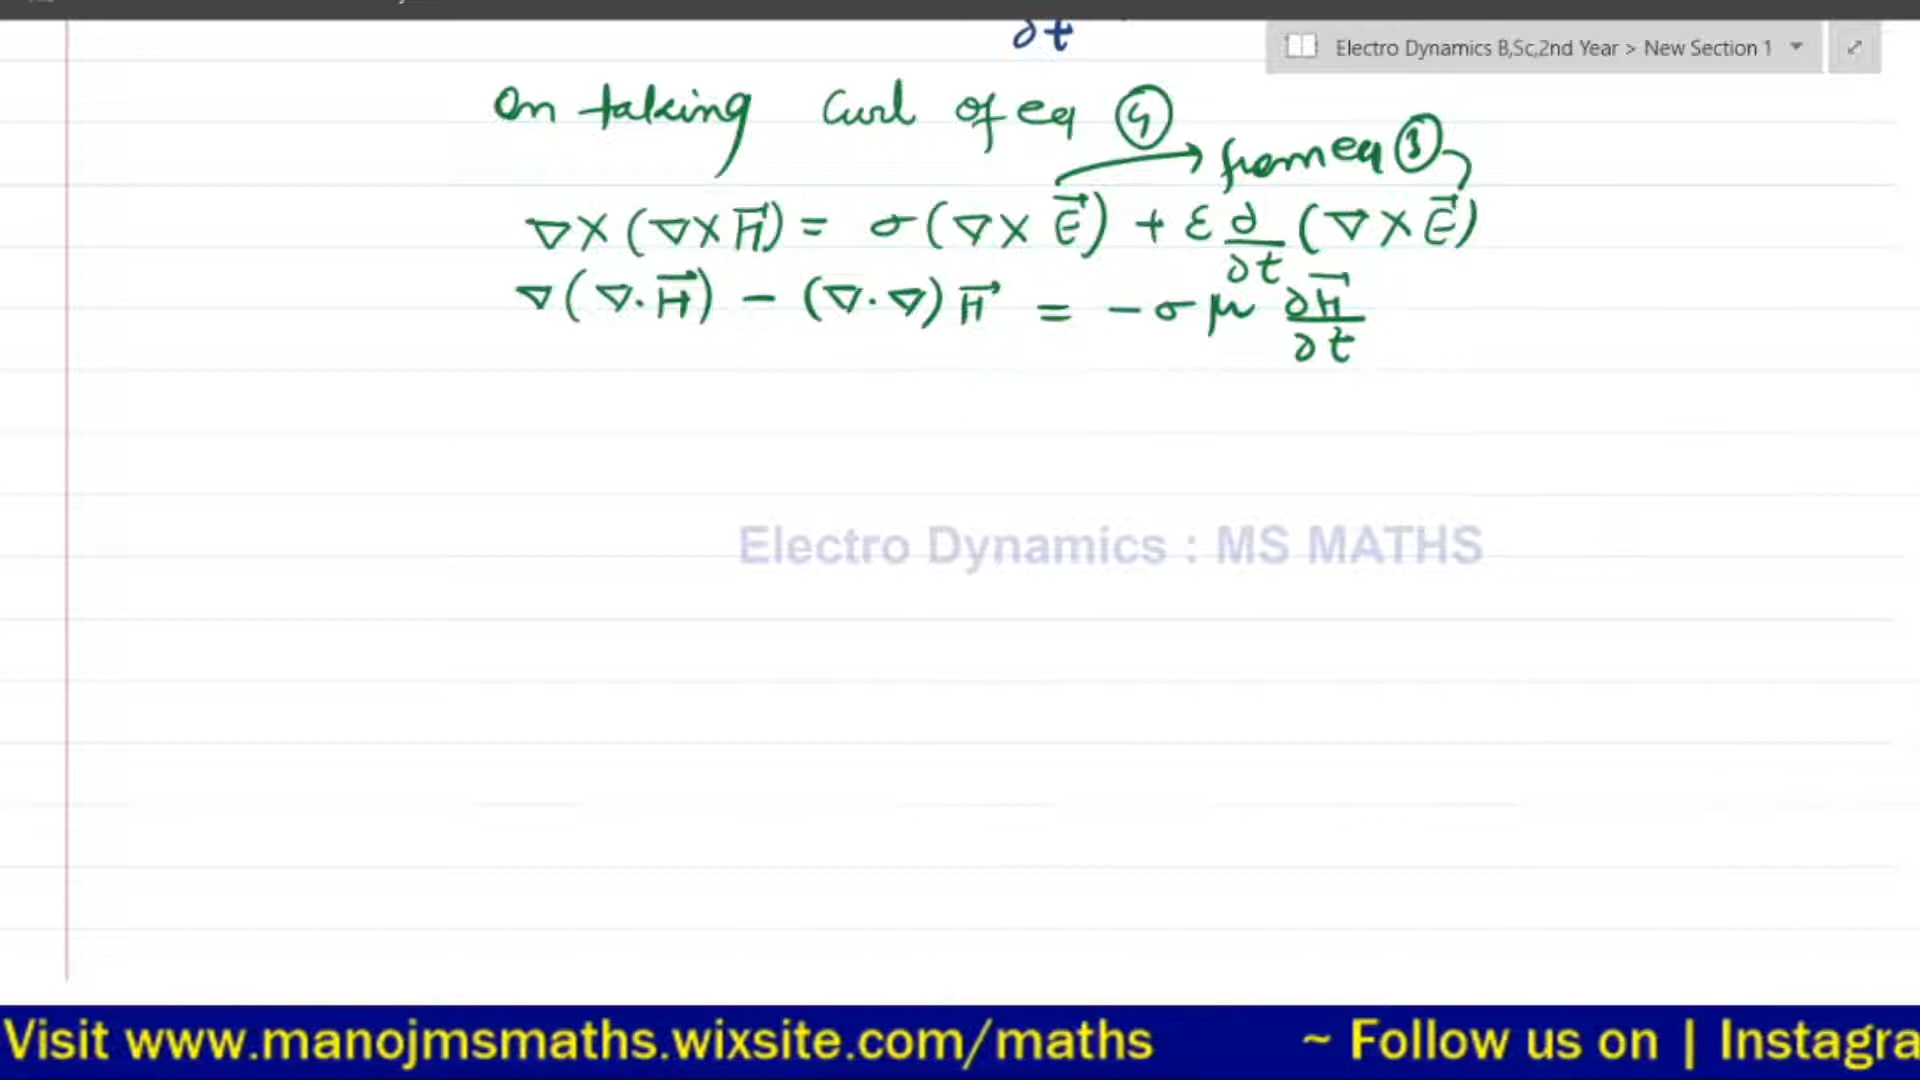 ∂t
Electro Dynamics B,Sc,2nd Year > New Section 1
On taking Curl of eq ④
from eq ③
∇×(∇×H⃗) = σ(∇×E⃗) + ε ∂/∂t (∇×E⃗)
∇(∇.H⃗) - (∇.∇)H⃗ = -σμ ∂H⃗/∂t
Electro Dynamics : MS MATHS
Visit www.manojmsmaths.wixsite.com/maths ~ Follow us on | Instagra